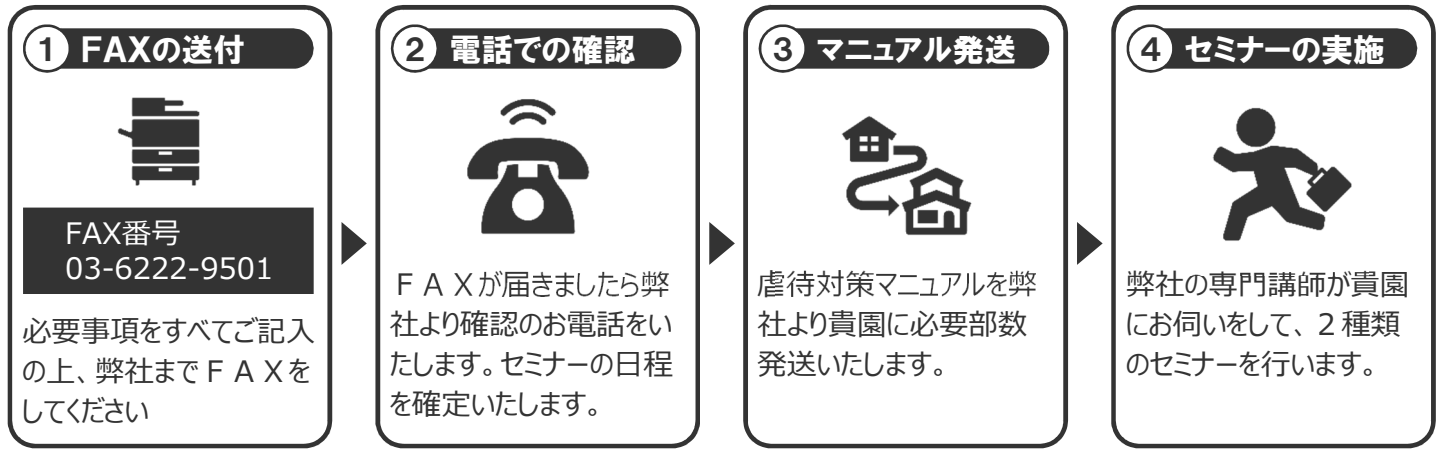 ① FAXの送付
FAX番号
03-6222-9501
必要事項をすべてご記入
の上、弊社までＦＡＸを
してください
② 電話での確認
ＦＡＸが届きましたら弊
社より確認のお電話をい
たします。セミナーの日程
を確定いたします。
③ マニュアル発送
虐待対策マニュアルを弊
社より貴園に必要部数
発送いたします。
④ セミナーの実施
弊社の専門講師が貴園
にお伺いをして、２種類
のセミナーを行います。